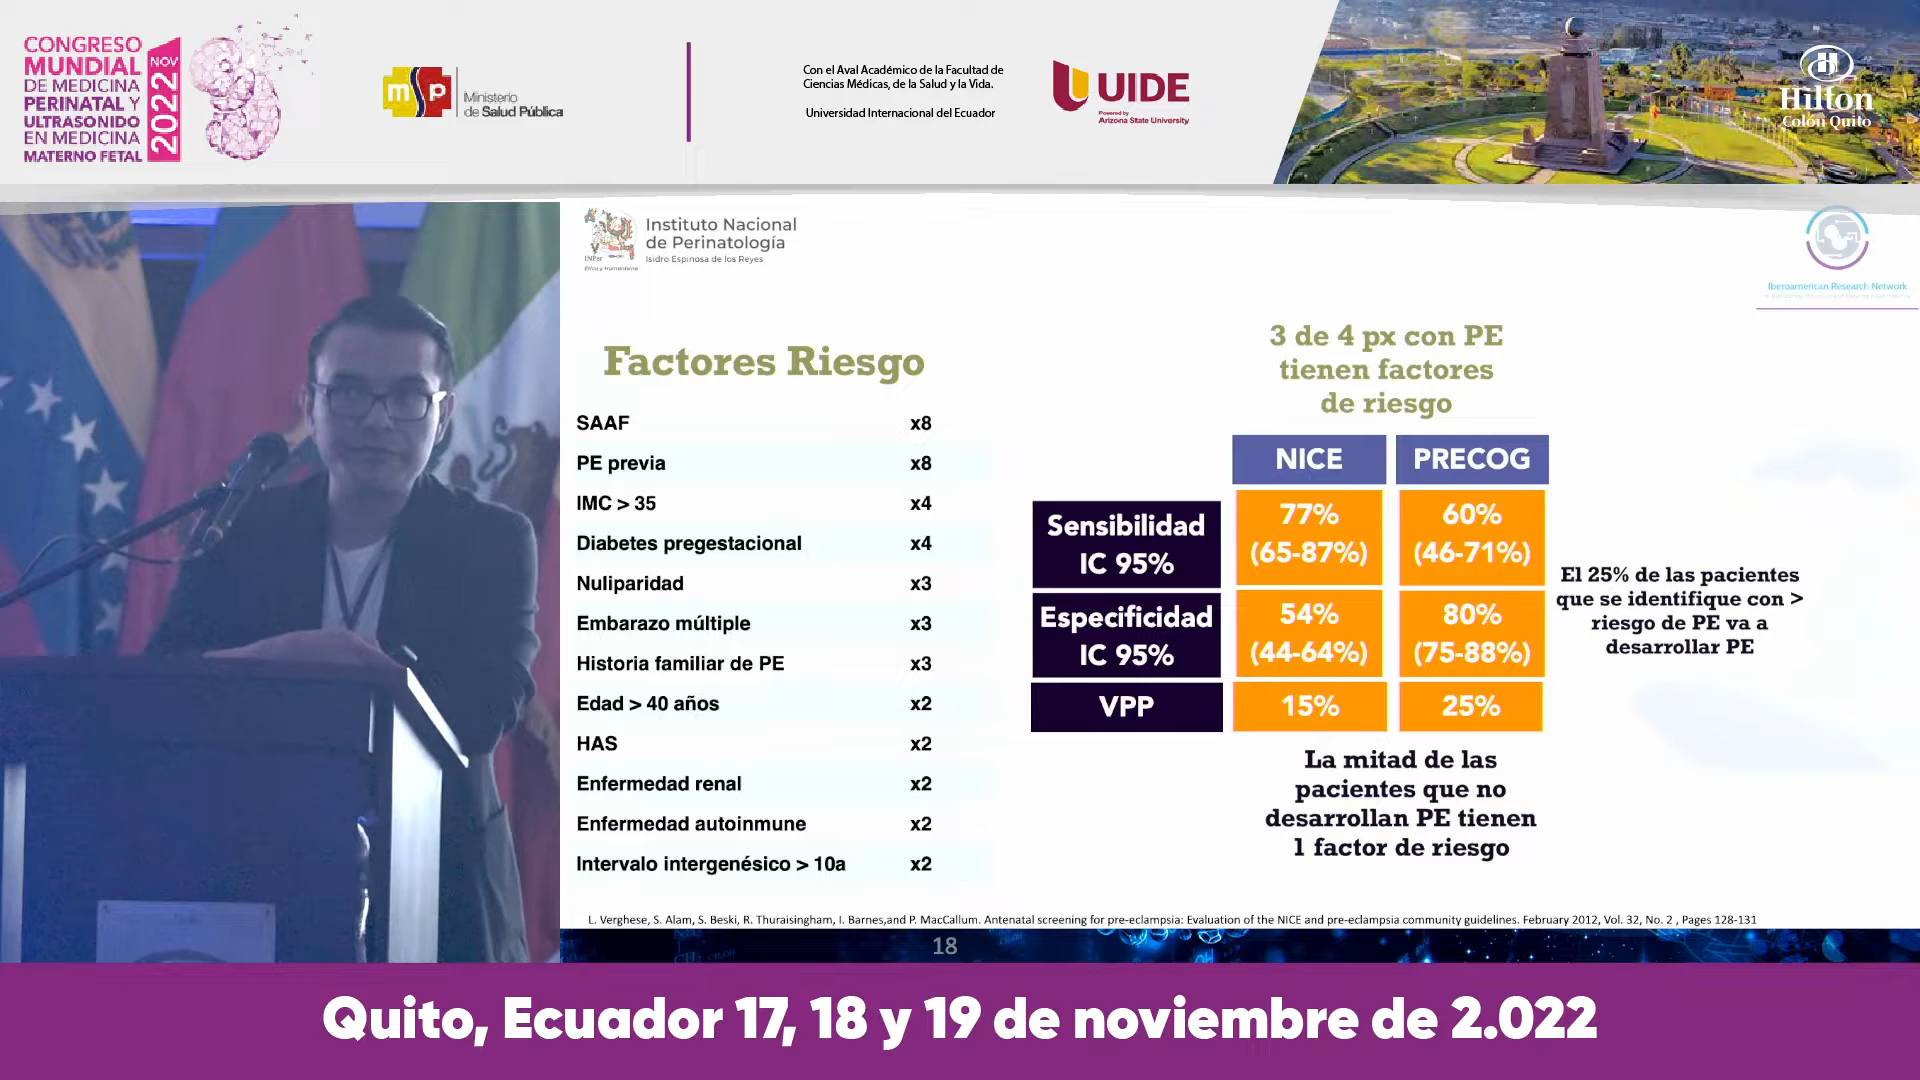 CONGRESO
MUNDIAL
DE MEDICINA
PERINATAL Y
ULTRASONIDO
EN MEDICINA
MATERNO FETAL
NOV
2022
msp
Ministerio
de Salud Pública
Con el Aval Académico de la Facultad de
Ciencias Médicas, de la Salud y la Vida.
Universidad Internacional del Ecuador
UIDE
Powered by
Arizona State University
Hilton
Colón Quito
INPer
Ética y Humanismo
Instituto Nacional
de Perinatología
Isidro Espinosa de los Reyes
Iberoamerican Research Network
Factores Riesgo
SAAF x8
PE previa x8
IMC > 35 x4
Diabetes pregestacional x4
Nuliparidad x3
Embarazo múltiple x3
Historia familiar de PE x3
Edad > 40 años x2
HAS x2
Enfermedad renal x2
Enfermedad autoinmune x2
Intervalo intergenésico > 10a x2
3 de 4 px con PE
tienen factores
de riesgo
NICE PRECOG
Sensibilidad
IC 95%
77%
(65-87%)
60%
(46-71%)
Especificidad
IC 95%
54%
(44-64%)
80%
(75-88%)
VPP 15% 25%
El 25% de las pacientes
que se identifique con >
riesgo de PE va a
desarrollar PE
La mitad de las
pacientes que no
desarrollan PE tienen
1 factor de riesgo
L. Verghese, S. Alam, S. Beski, R. Thuraisingham, I. Barnes,and P. MacCallum. Antenatal screening for pre-eclampsia: Evaluation of the NICE and pre-eclampsia community guidelines. February 2012, Vol. 32, No. 2 , Pages 128-131
18
Quito, Ecuador 17, 18 y 19 de noviembre de 2.022